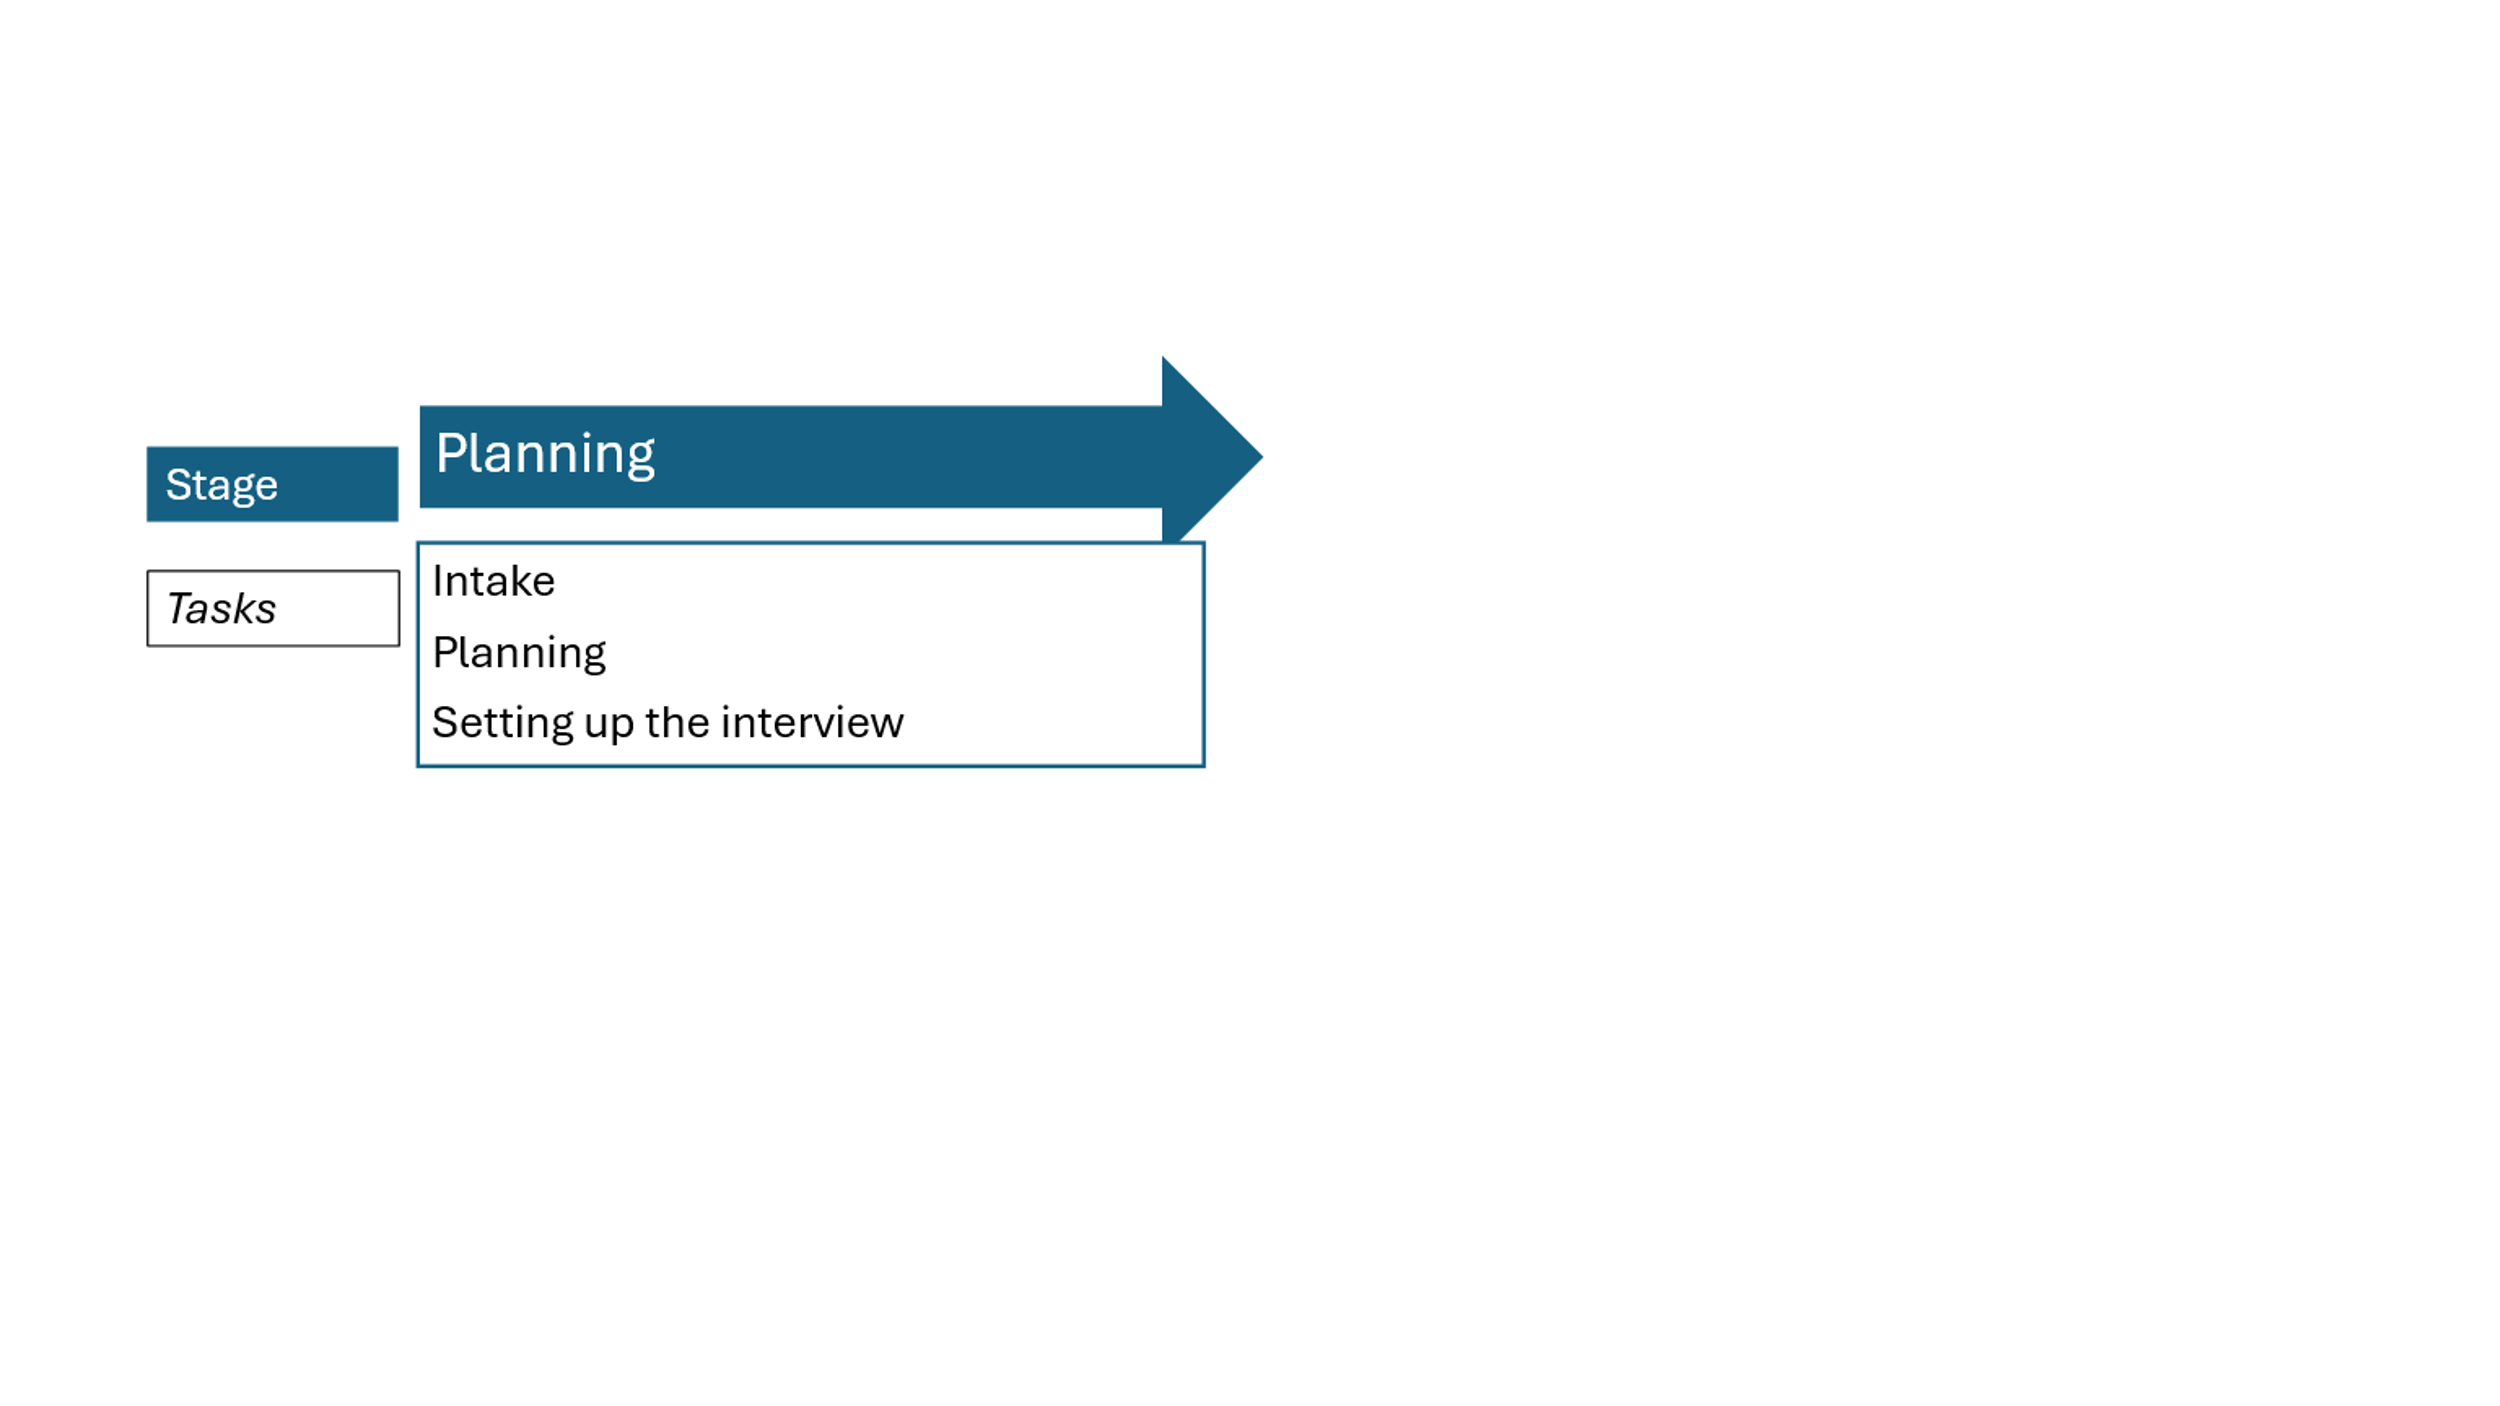 Stage
Planning
Tasks
Intake
Planning
Setting up the interview